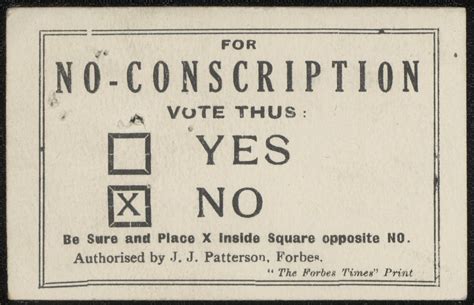 FOR
NO-CONSCRIPTION
VOTE THUS:
YES
X NO
Be Sure and Place X Inside Square opposite NO.
Authorised by J. J. Patterson, Forbes.
"The Forbes Times" Print